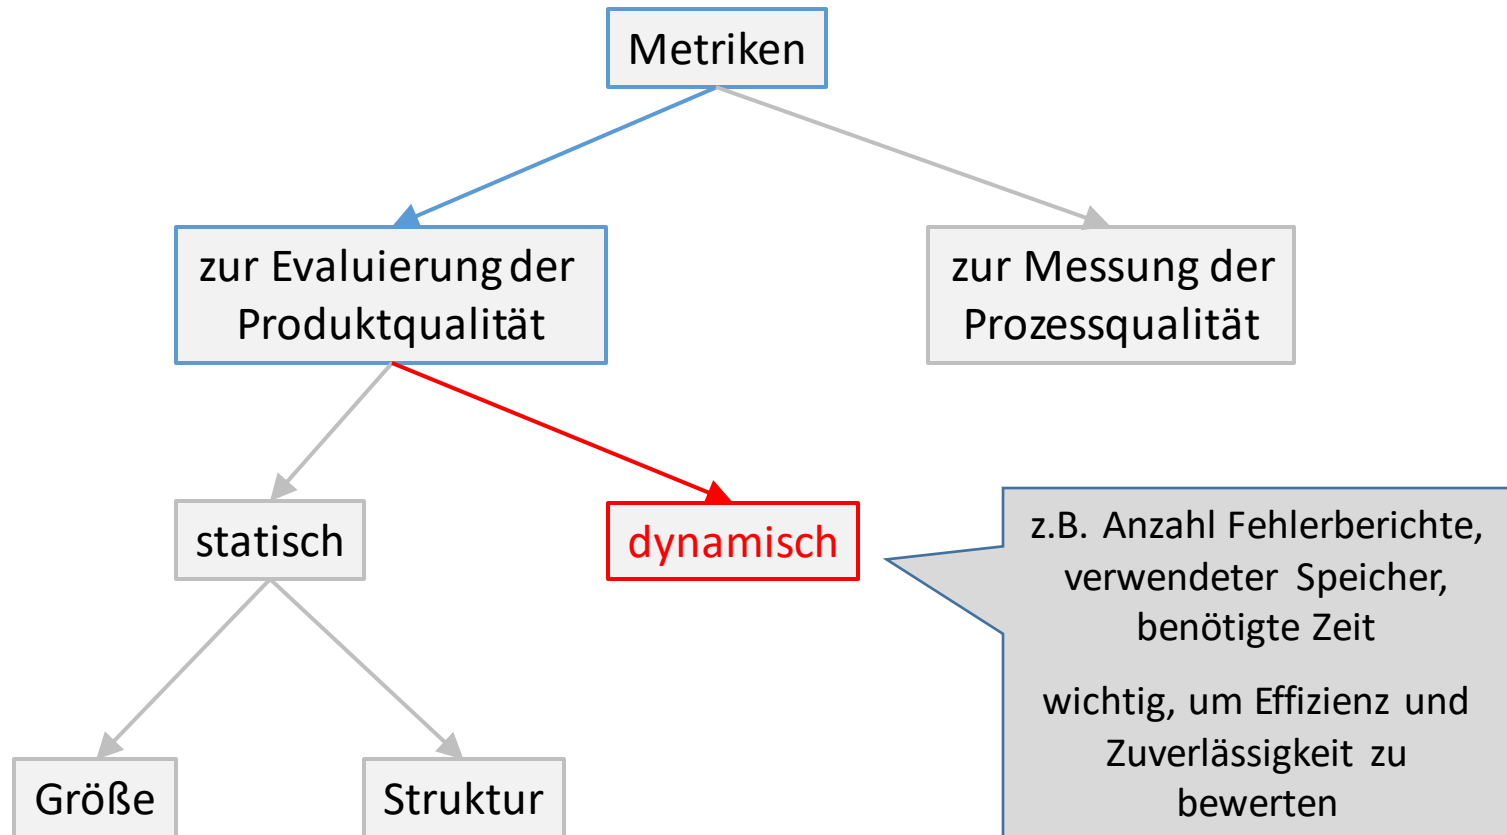 Metriken
zur Evaluierung der
Produktqualität
zur Messung der
Prozessqualität
statisch
dynamisch
z.B. Anzahl Fehlerberichte,
verwendeter Speicher,
benötigte Zeit
wichtig, um Effizienz und
Zuverlässigkeit zu
bewerten
Größe
Struktur